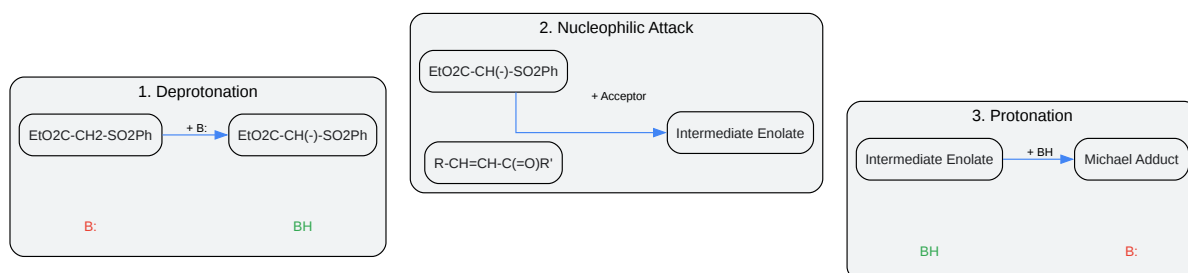 1. Deprotonation
EtO2C-CH2-SO2Ph
+ B:
EtO2C-CH(-)-SO2Ph
B:
BH
2. Nucleophilic Attack
EtO2C-CH(-)-SO2Ph
+ Acceptor
Intermediate Enolate
R-CH=CH-C(=O)R'
3. Protonation
Intermediate Enolate
+ BH
Michael Adduct
BH
B: